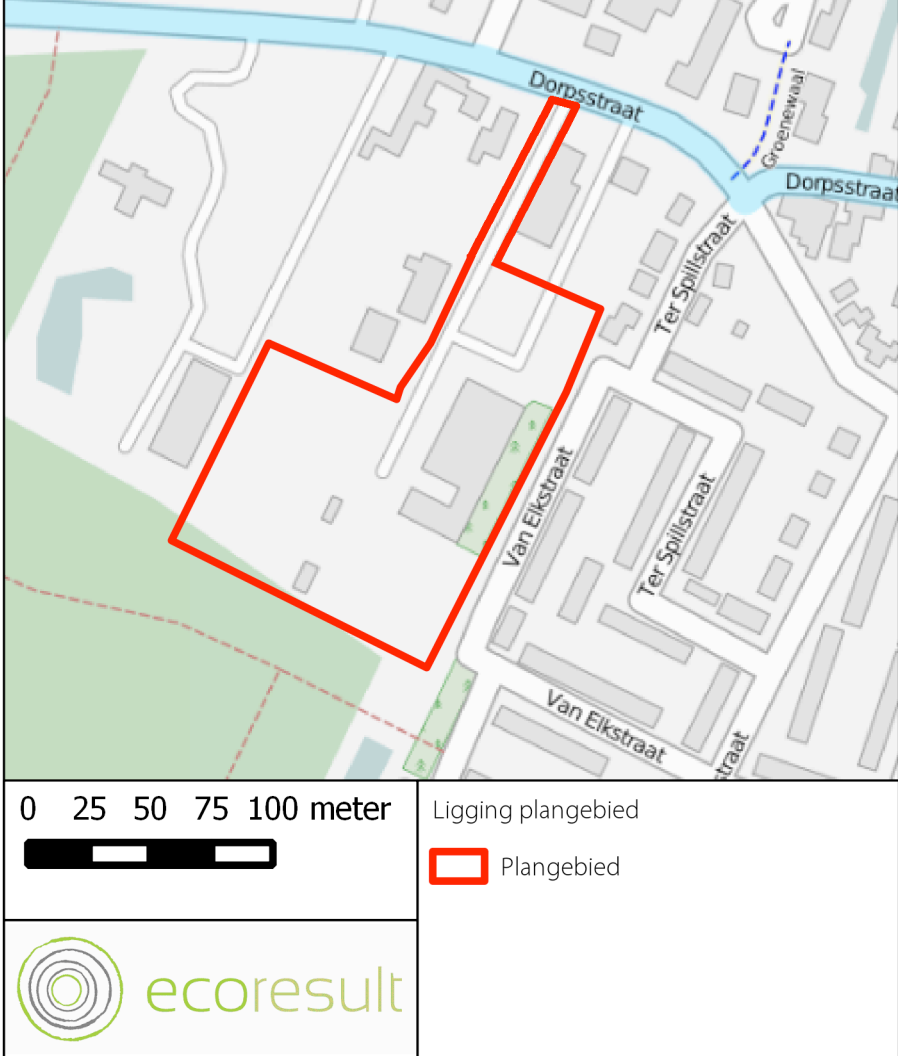 Dorpsstraat
Groenewaal
Dorpsstraat
Ter Spillstraat
Van Elkstraat
Ter Spillstraat
Van Elkstraat
straat
0 25 50 75 100 meter
Ligging plangebied
Plangebied
ecoresult